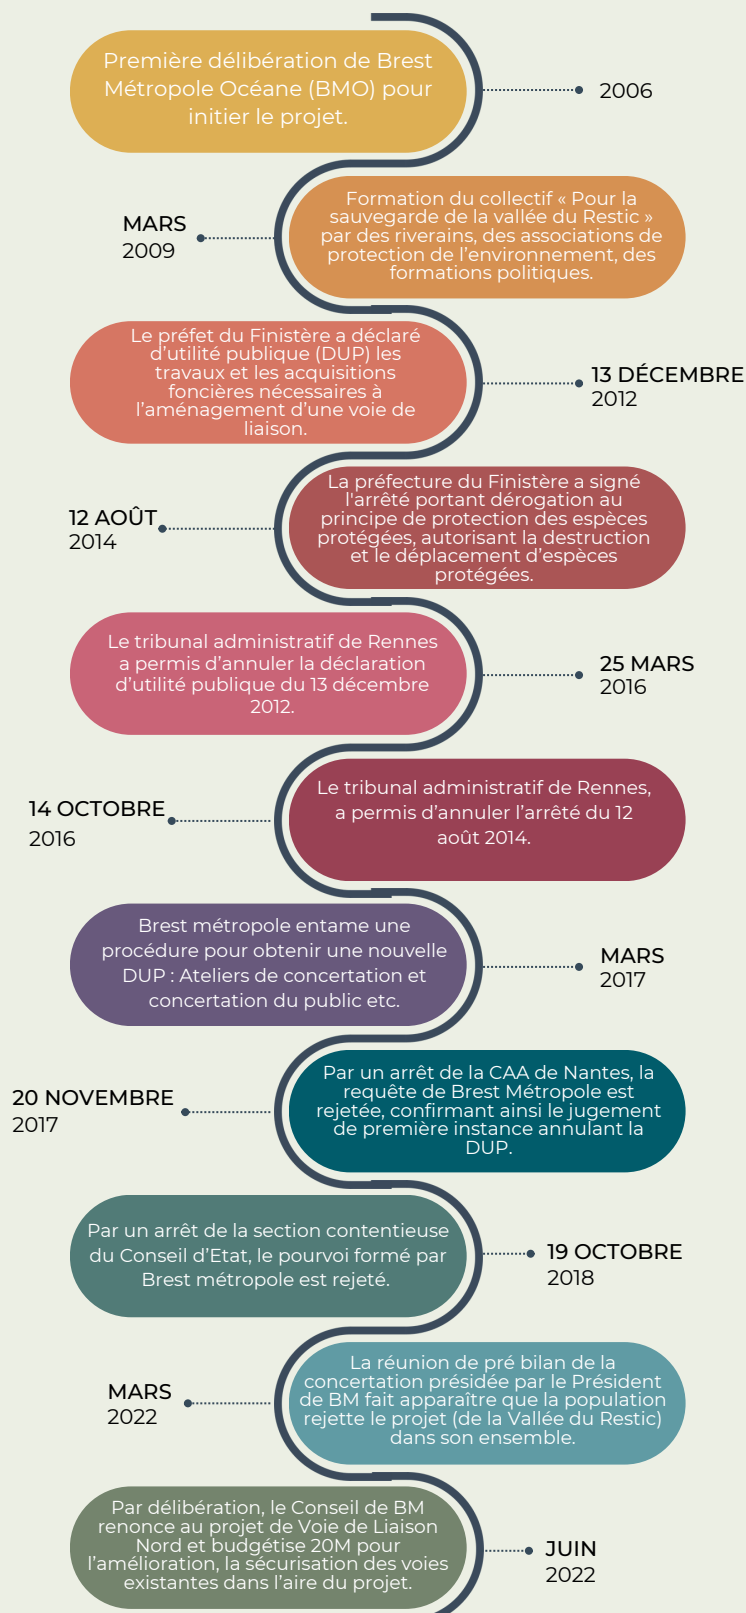 Première délibération de Brest
Métropole Océane (BMO) pour
initier le projet.
2006
MARS
2009
Formation du collectif « Pour la
sauvegarde de la vallée du Restic »
par des riverains, des associations de
protection de l'environnement, des
formations politiques.
Le préfet du Finistère a déclaré
d'utilité publique (DUP) les
travaux et les acquisitions
foncières nécessaires à
l'aménagement d'une voie de
liaison.
13 DÉCEMBRE
2012
12 AOÛT
2014
La préfecture du Finistère a signé
l'arrêté portant dérogation au
principe de protection des espèces
protégées, autorisant la destruction
et le déplacement d'espèces
protégées.
Le tribunal administratif de Rennes
a permis d'annuler la déclaration
d'utilité publique du 13 décembre
2012.
25 MARS
2016
14 OCTOBRE
2016
Le tribunal administratif de Rennes,
a permis d'annuler l'arrêté du 12
août 2014.
Brest métropole entame une
procédure pour obtenir une nouvelle
DUP : Ateliers de concertation et
concertation du public etc.
MARS
2017
20 NOVEMBRE
2017
Par un arrêt de la CAA de Nantes, la
requête de Brest Métropole est
rejetée, confirmant ainsi le jugement
de première instance annulant la
DUP.
Par un arrêt de la section contentieuse
du Conseil d'Etat, le pourvoi formé par
Brest métropole est rejeté.
19 OCTOBRE
2018
MARS
2022
La réunion de pré bilan de la
concertation présidée par le Président
de BM fait apparaître que la population
rejette le projet (de la Vallée du Restic)
dans son ensemble.
Par délibération, le Conseil de BM
renonce au projet de Voie de Liaison
Nord et budgétise 20M pour
l'amélioration, la sécurisation des voies
existantes dans l'aire du projet.
JUIN
2022